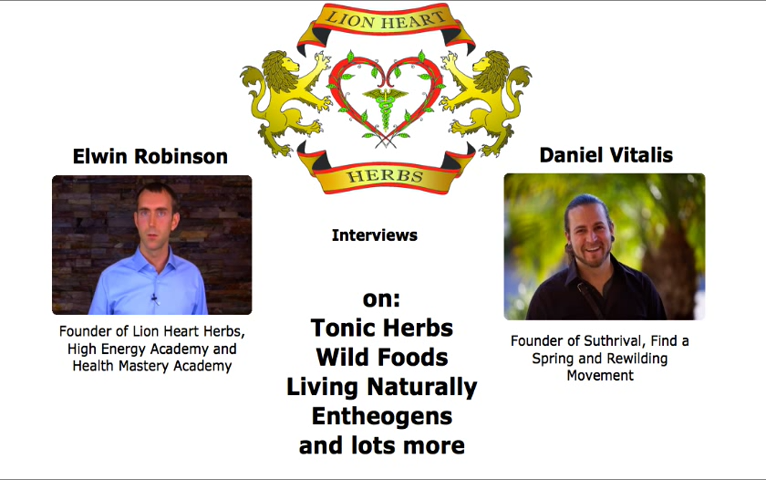 LION HEART
HERBS
Elwin Robinson
Daniel Vitalis
Interviews
Founder of Lion Heart Herbs,
High Energy Academy and
Health Mastery Academy
on:
Tonic Herbs
Wild Foods
Living Naturally
Entheogens
and lots more
Founder of Suthrival, Find a
Spring and Rewilding
Movement